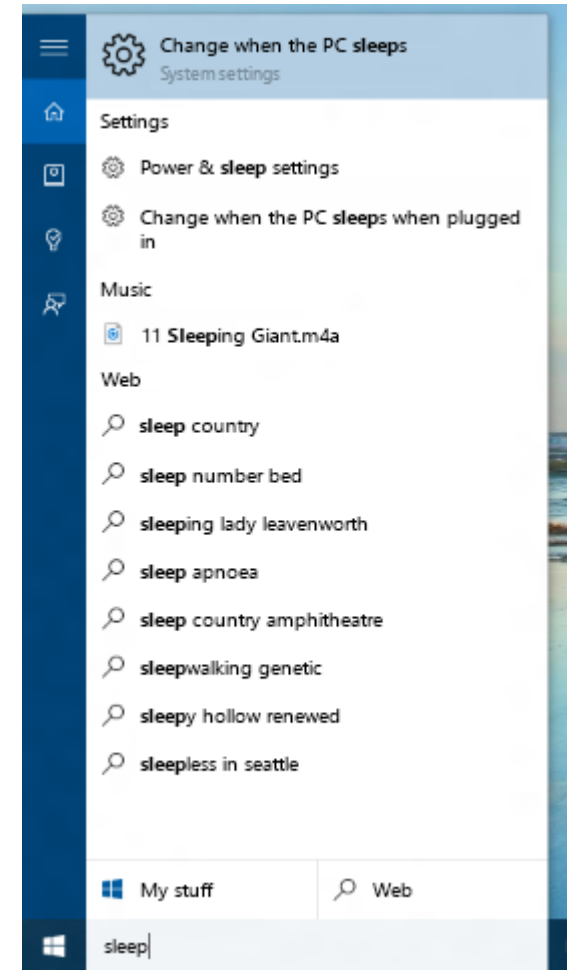 Change when the PC sleeps
System settings
Settings
Power & sleep settings
Change when the PC sleeps when plugged
in
Music
11 Sleeping Giant.m4a
Web
sleep country
sleep number bed
sleeping lady leavenworth
sleep apnoea
sleep country amphitheatre
sleepwalking genetic
sleepy hollow renewed
sleepless in seattle
My stuff
Web
sleep